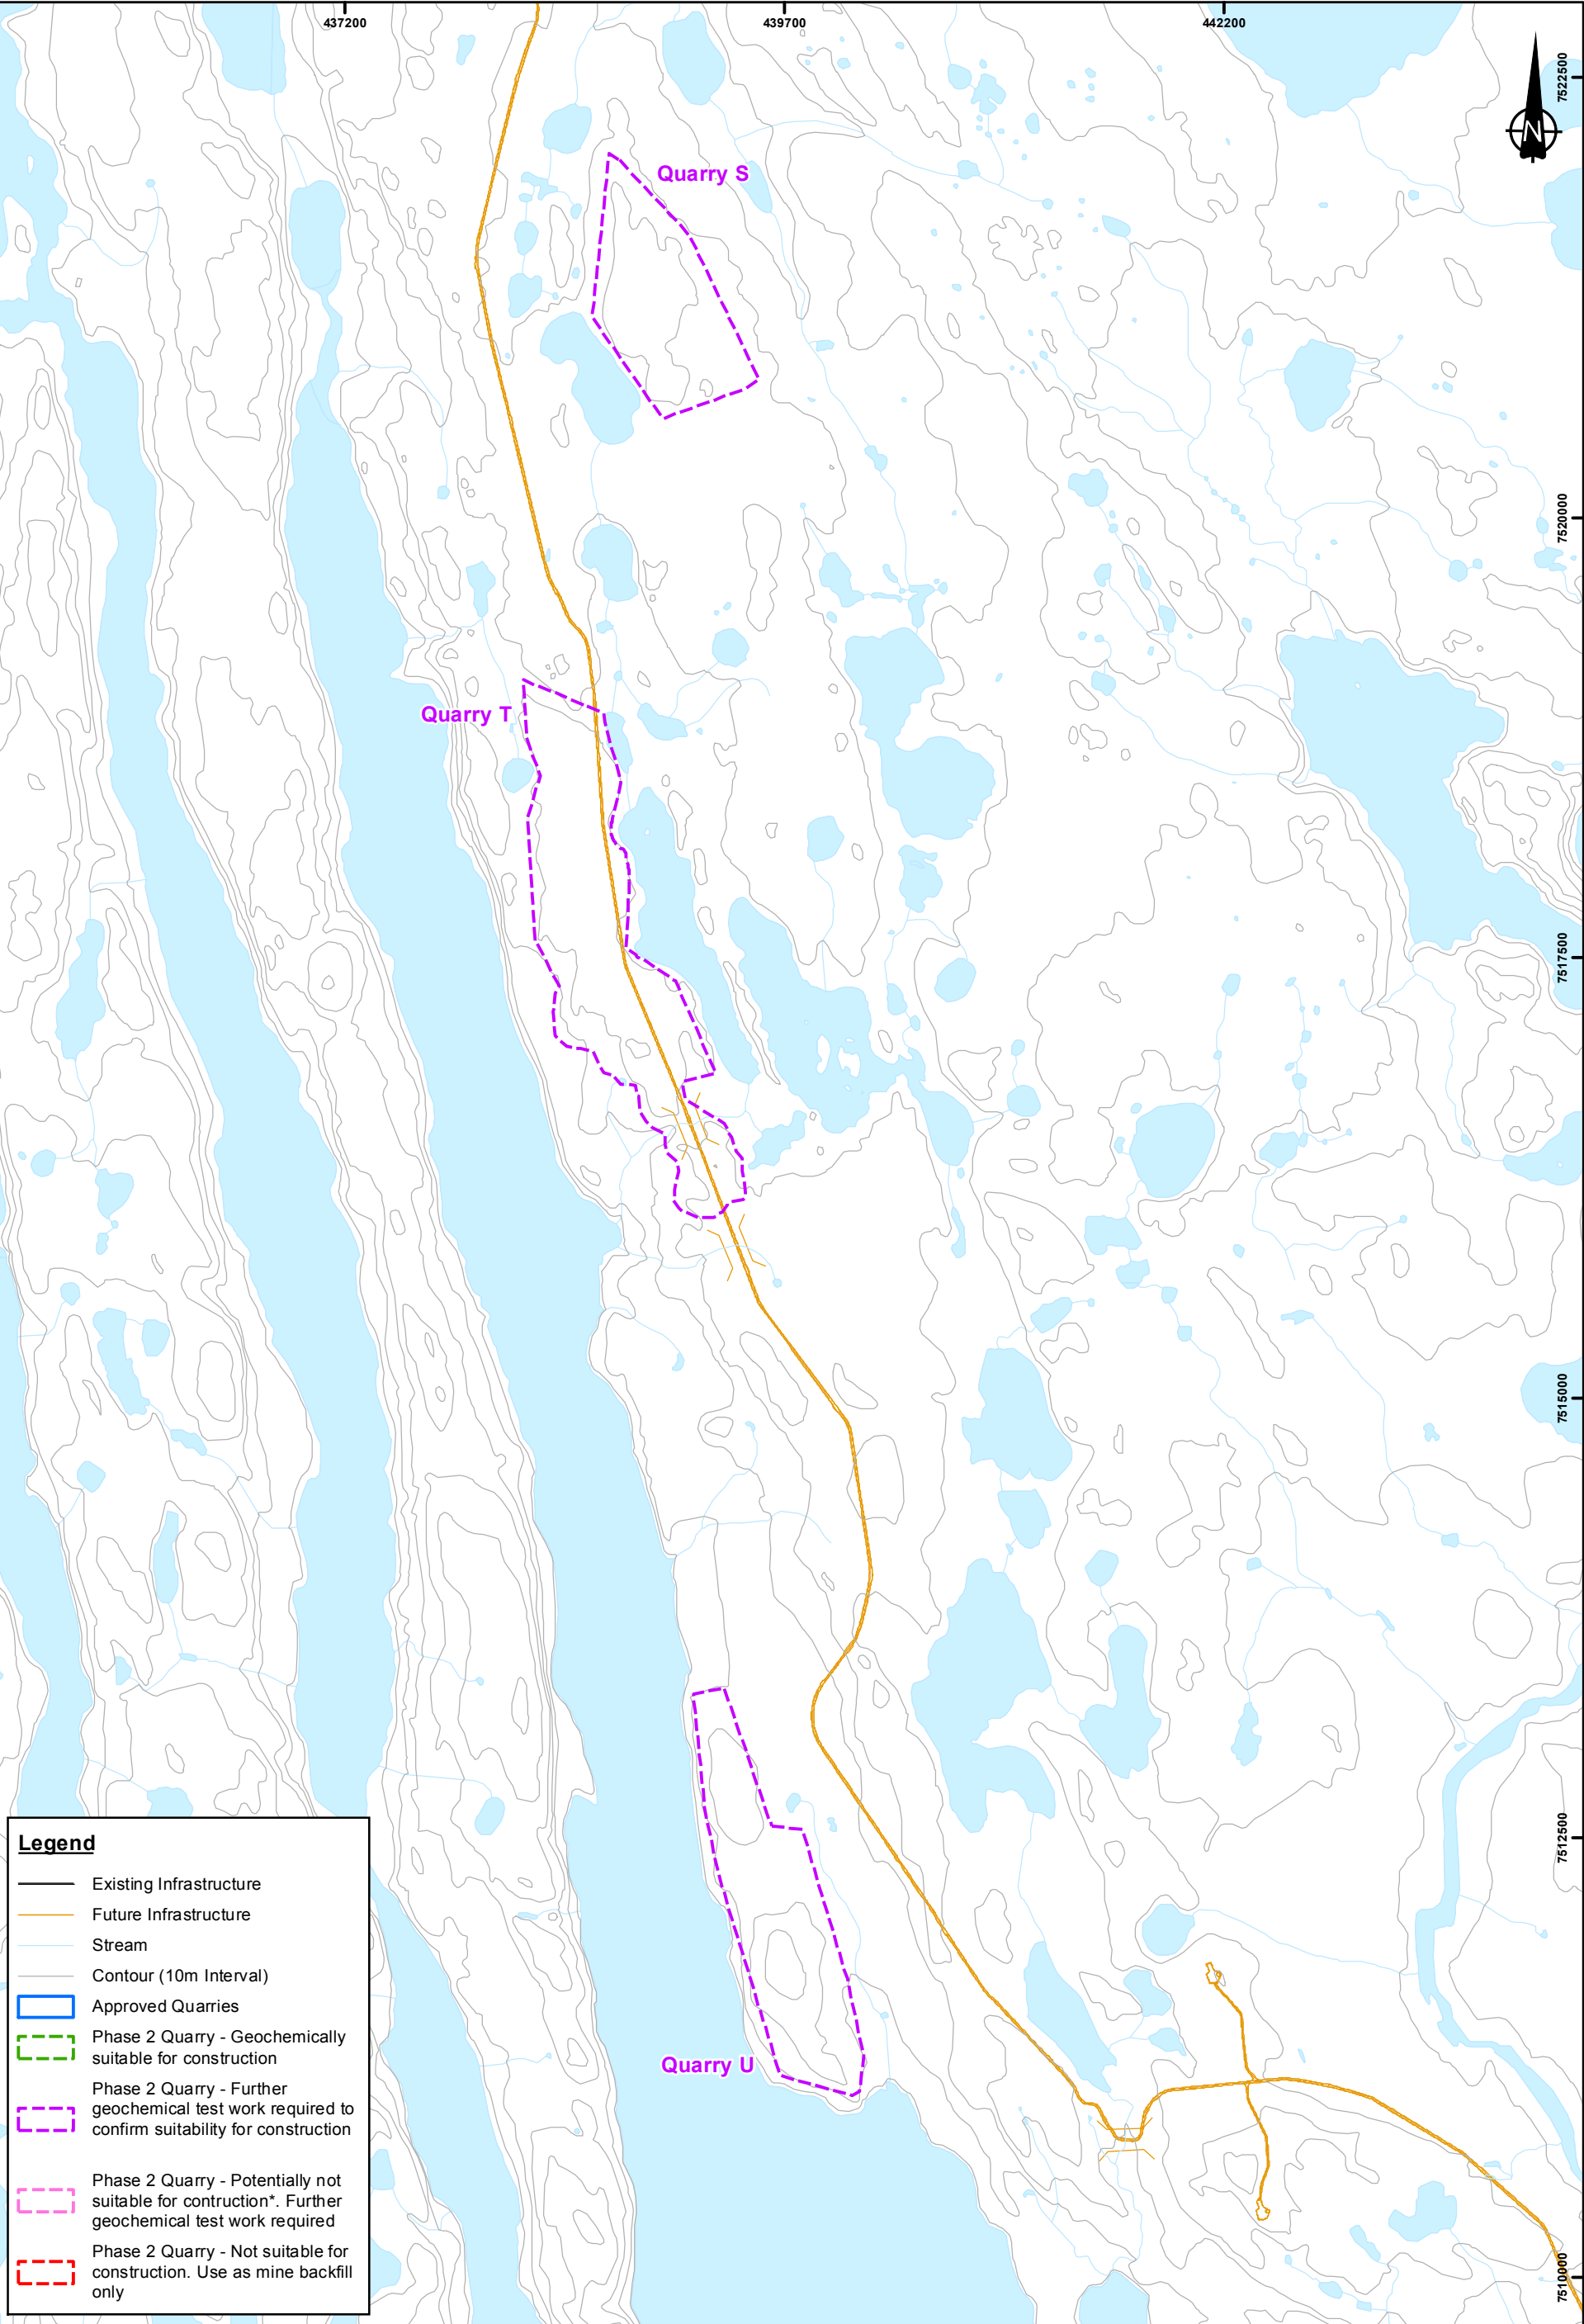 437200
439700
442200
7522500
N
Quarry S
7520000
Quarry T
7517500
7515000
7512500
Quarry U
7510000
Legend
Existing Infrastructure
Future Infrastructure
Stream
Contour (10m Interval)
Approved Quarries
Phase 2 Quarry - Geochemically
suitable for construction
Phase 2 Quarry - Further
geochemical test work required to
confirm suitability for construction
Phase 2 Quarry - Potentially not
suitable for contruction*. Further
geochemical test work required
Phase 2 Quarry - Not suitable for
construction. Use as mine backfill
only